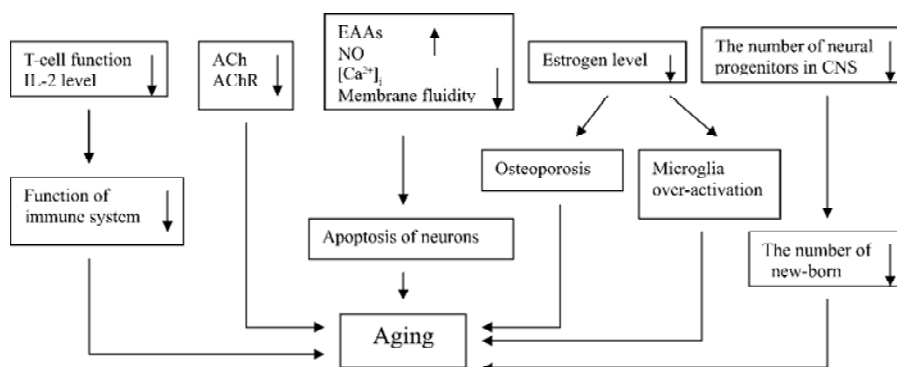 T-cell function
IL-2 level
ACh
AChR
EAAs
NO
[Ca²⁺]ᵢ
Membrane fluidity
Estrogen level
The number of neural
progenitors in CNS
Function of
immune system
Apoptosis of neurons
Osteoporosis
Microglia
over-activation
The number of
new-born
Aging